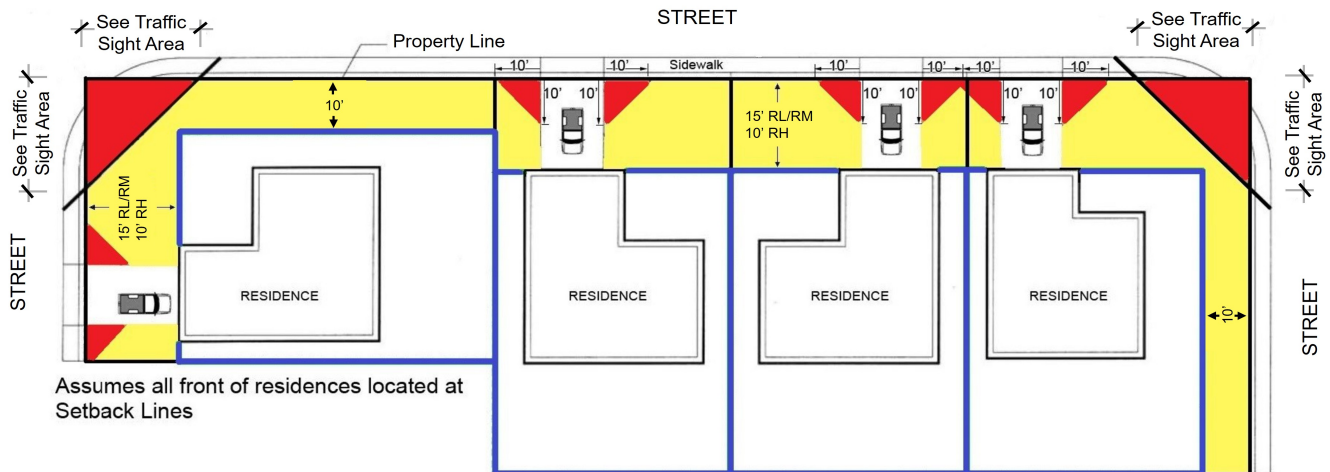 STREET
See Traffic
Sight Area
See Traffic
Sight Area
Property Line
Sidewalk
10'
10'
10'
10'
10'
10'
See Traffic
Sight Area
See Traffic
Sight Area
10'
10'
10'
10'
10'
10'
10'
15' RL/RM
10' RH
15' RL/RM
10' RH
STREET
STREET
RESIDENCE
RESIDENCE
RESIDENCE
RESIDENCE
10'
Assumes all front of residences located at
Setback Lines